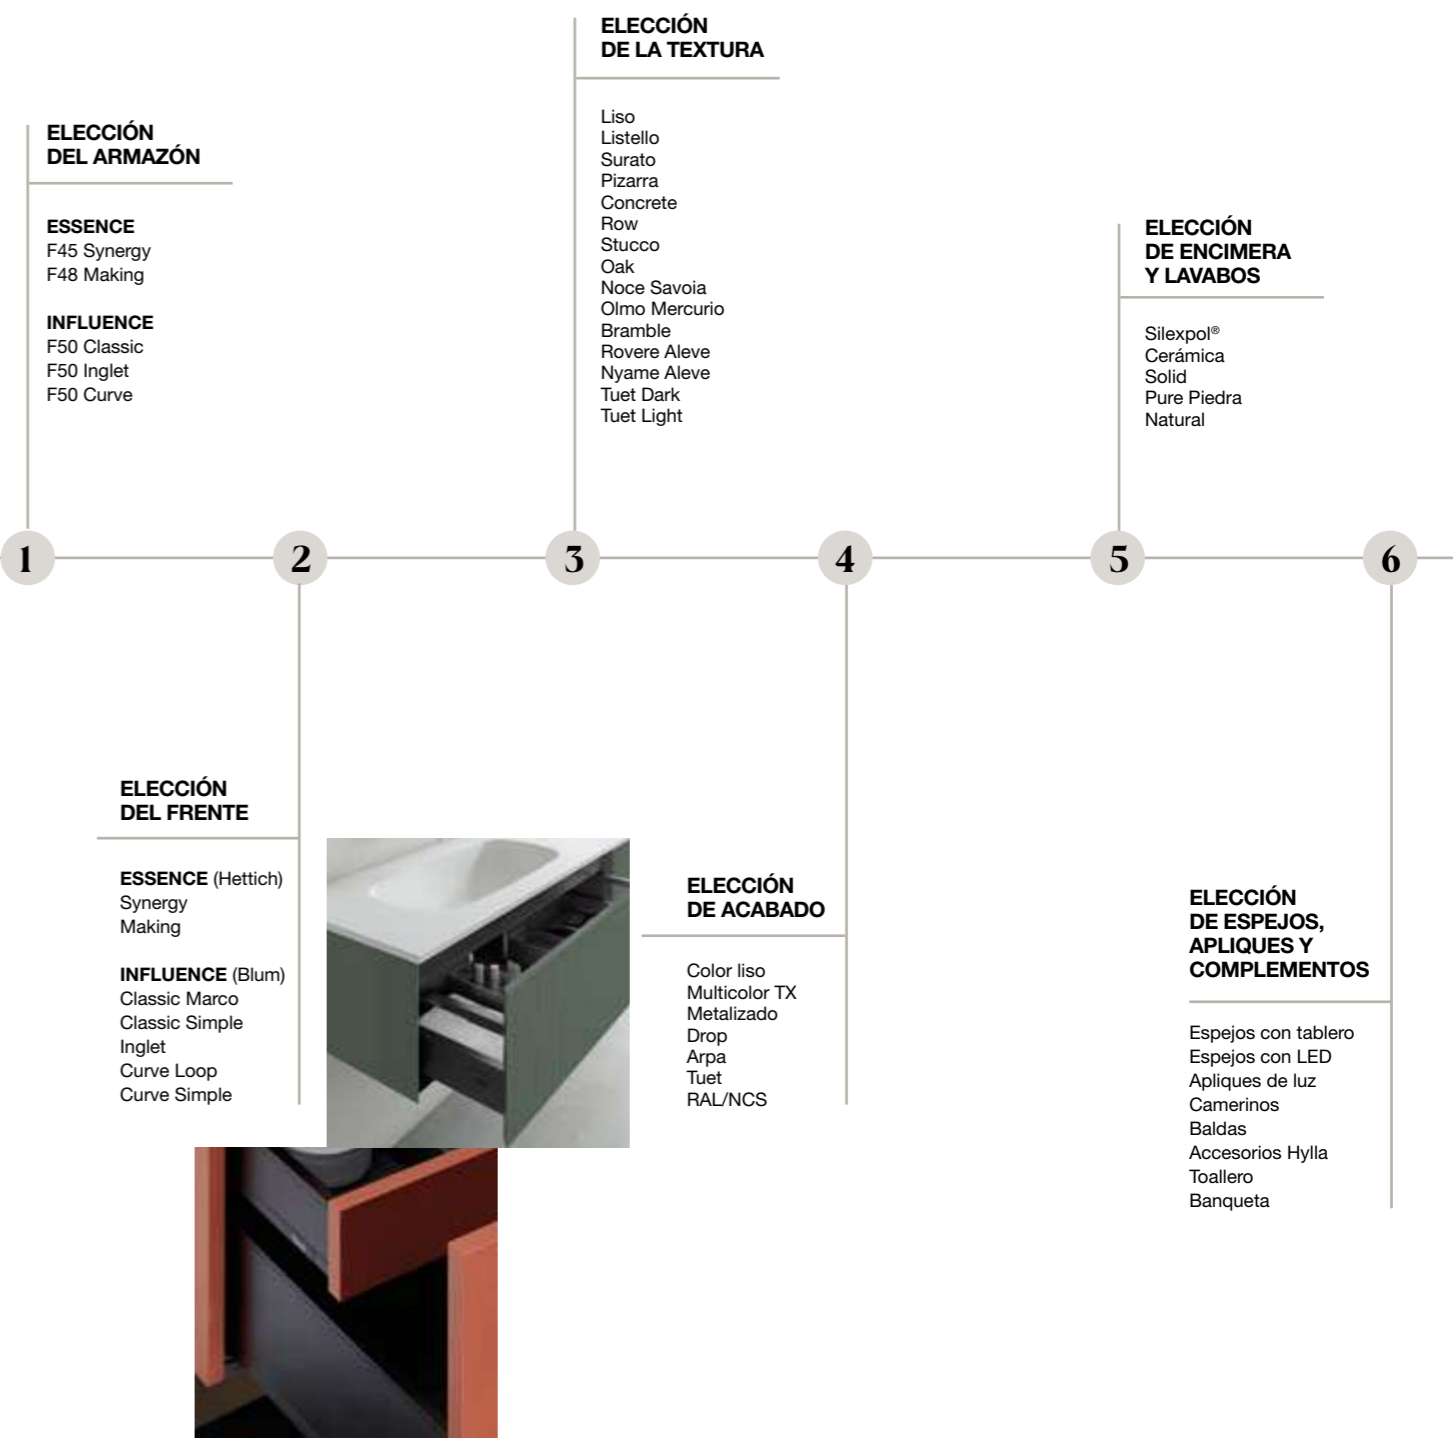 1
ELECCIÓN
DEL ARMAZÓN
ESSENCE
F45 Synergy
F48 Making
INFLUENCE
F50 Classic
F50 Inglet
F50 Curve
2
ELECCIÓN
DEL FRENTE
ESSENCE (Hettich)
Synergy
Making
INFLUENCE (Blum)
Classic Marco
Classic Simple
Inglet
Curve Loop
Curve Simple
3
ELECCIÓN
DE LA TEXTURA
Liso
Listello
Surato
Pizarra
Concrete
Row
Stucco
Oak
Noce Savoia
Olmo Mercurio
Bramble
Rovere Aleve
Nyame Aleve
Tuet Dark
Tuet Light
4
ELECCIÓN
DE ACABADO
Color liso
Multicolor TX
Metalizado
Drop
Arpa
Tuet
RAL/NCS
5
ELECCIÓN
DE ENCIMERA
Y LAVABOS
Silexpol®
Cerámica
Solid
Pure Piedra
Natural
6
ELECCIÓN
DE ESPEJOS,
APLIQUES Y
COMPLEMENTOS
Espejos con tablero
Espejos con LED
Apliques de luz
Camerinos
Baldas
Accesorios Hylla
Toallero
Banqueta